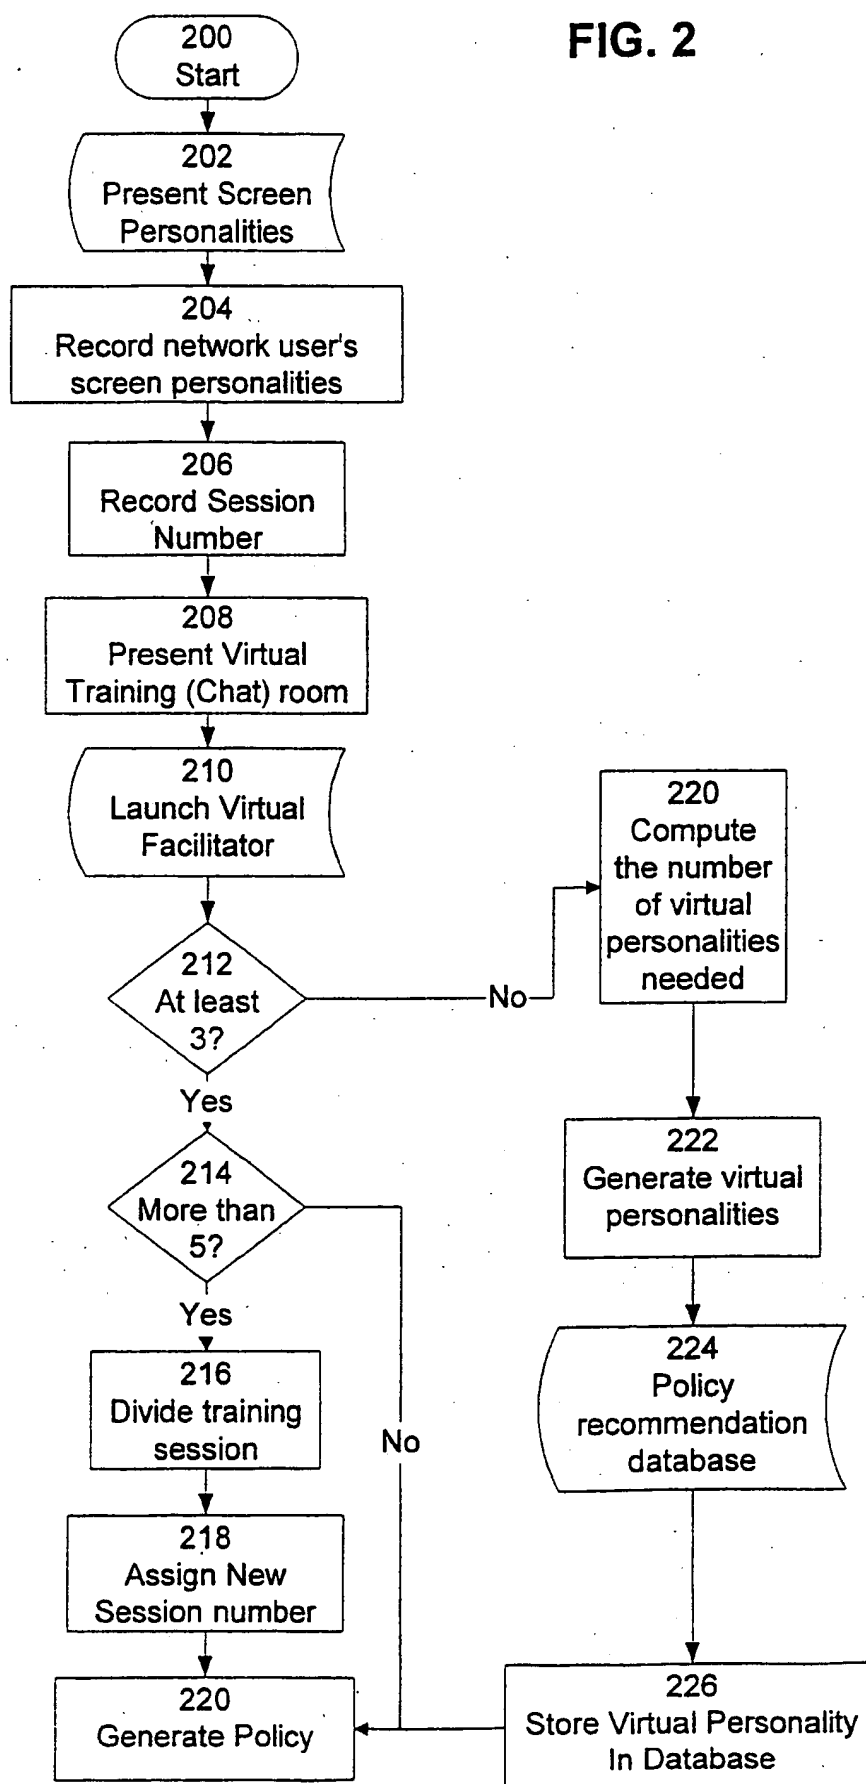 FIG. 2
200
Start
202
Present Screen
Personalities
204
Record network user's
screen personalities
206
Record Session
Number
208
Present Virtual
Training (Chat) room
210
Launch Virtual
Facilitator
212
At least
3?
No
Yes
214
More than
5?
Yes
No
216
Divide training
session
218
Assign New
Session number
220
Generate Policy
220
Compute
the number
of virtual
personalities
needed
222
Generate virtual
personalities
224
Policy
recommendation
database
226
Store Virtual Personality
In Database